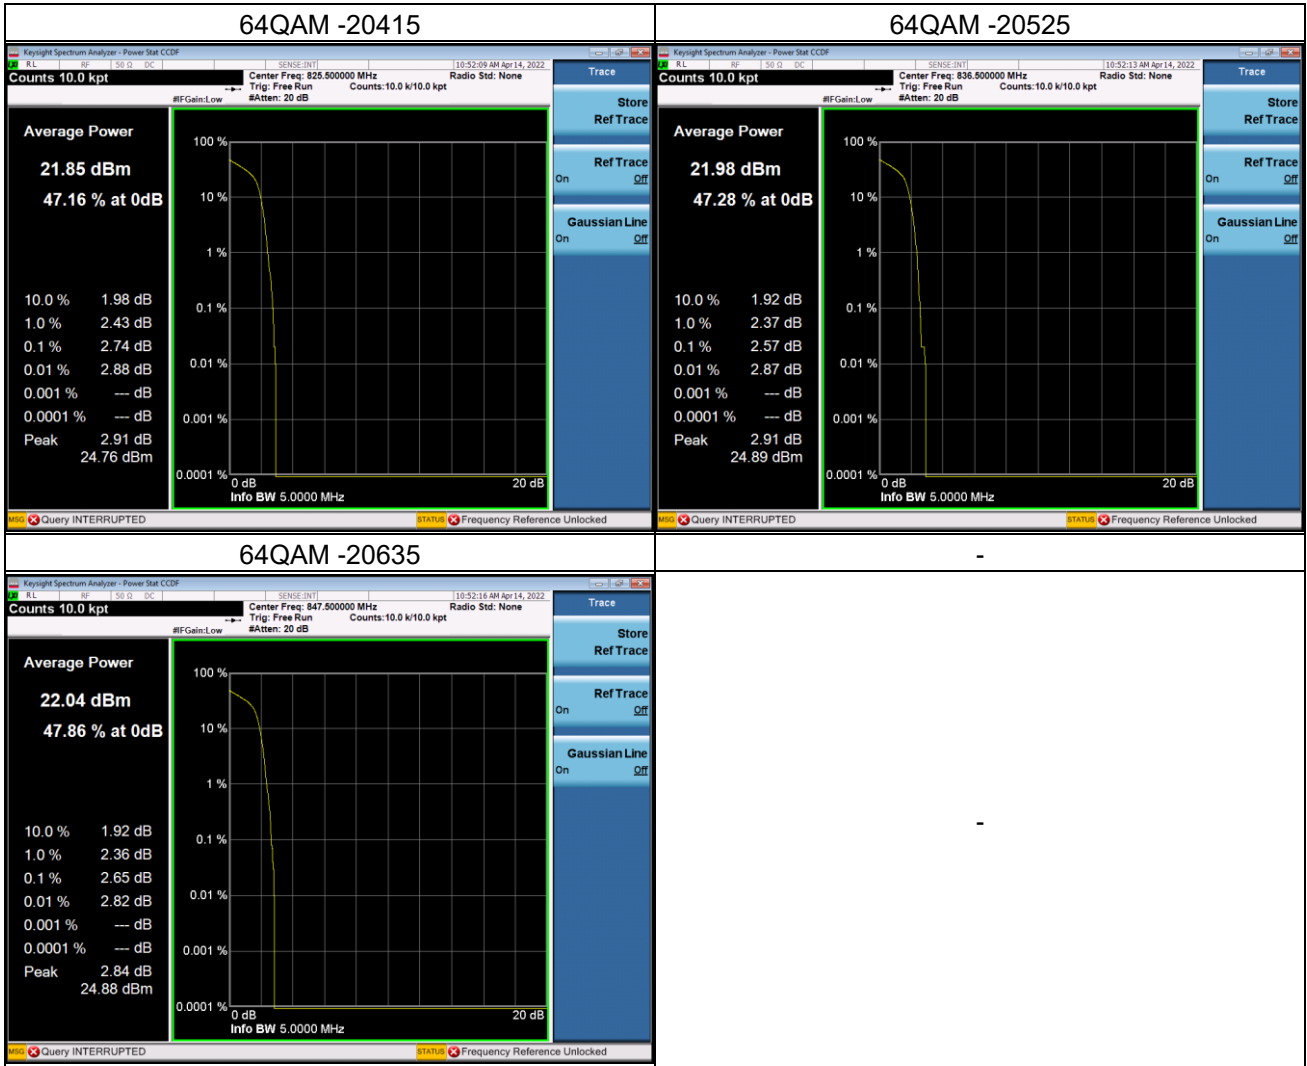 64QAM -20415
Keysight Spectrum Analyzer - Power Stat CCDF
RL RF 50 Ω DC SENSE:INT 10:52:09 AM Apr 14, 2022
Counts 10.0 kpt
Center Freq: 825.500000 MHz Radio Std: None
Trig: Free Run Counts:10.0 k/10.0 kpt
#IFGain:Low #Atten: 20 dB
Average Power
21.85 dBm
47.16 % at 0dB
10.0 % 1.98 dB
1.0 % 2.43 dB
0.1 % 2.74 dB
0.01 % 2.88 dB
0.001 % --- dB
0.0001 % --- dB
Peak 2.91 dB
24.76 dBm
100 %
10 %
1 %
0.1 %
0.01 %
0.001 %
0.0001 %
0 dB 20 dB
Info BW 5.0000 MHz
Trace
Store
Ref Trace
Ref Trace
On Off
Gaussian Line
On Off
MSG Query INTERRUPTED STATUS Frequency Reference Unlocked
64QAM -20525
Keysight Spectrum Analyzer - Power Stat CCDF
RL RF 50 Ω DC SENSE:INT 10:52:13 AM Apr 14, 2022
Counts 10.0 kpt
Center Freq: 836.500000 MHz Radio Std: None
Trig: Free Run Counts:10.0 k/10.0 kpt
#IFGain:Low #Atten: 20 dB
Average Power
21.98 dBm
47.28 % at 0dB
10.0 % 1.92 dB
1.0 % 2.37 dB
0.1 % 2.57 dB
0.01 % 2.87 dB
0.001 % --- dB
0.0001 % --- dB
Peak 2.91 dB
24.89 dBm
100 %
10 %
1 %
0.1 %
0.01 %
0.001 %
0.0001 %
0 dB 20 dB
Info BW 5.0000 MHz
Trace
Store
Ref Trace
Ref Trace
On Off
Gaussian Line
On Off
MSG Query INTERRUPTED STATUS Frequency Reference Unlocked
64QAM -20635
Keysight Spectrum Analyzer - Power Stat CCDF
RL RF 50 Ω DC SENSE:INT 10:52:16 AM Apr 14, 2022
Counts 10.0 kpt
Center Freq: 847.500000 MHz Radio Std: None
Trig: Free Run Counts:10.0 k/10.0 kpt
#IFGain:Low #Atten: 20 dB
Average Power
22.04 dBm
47.86 % at 0dB
10.0 % 1.92 dB
1.0 % 2.36 dB
0.1 % 2.65 dB
0.01 % 2.82 dB
0.001 % --- dB
0.0001 % --- dB
Peak 2.84 dB
24.88 dBm
100 %
10 %
1 %
0.1 %
0.01 %
0.001 %
0.0001 %
0 dB 20 dB
Info BW 5.0000 MHz
Trace
Store
Ref Trace
Ref Trace
On Off
Gaussian Line
On Off
MSG Query INTERRUPTED STATUS Frequency Reference Unlocked
-
-